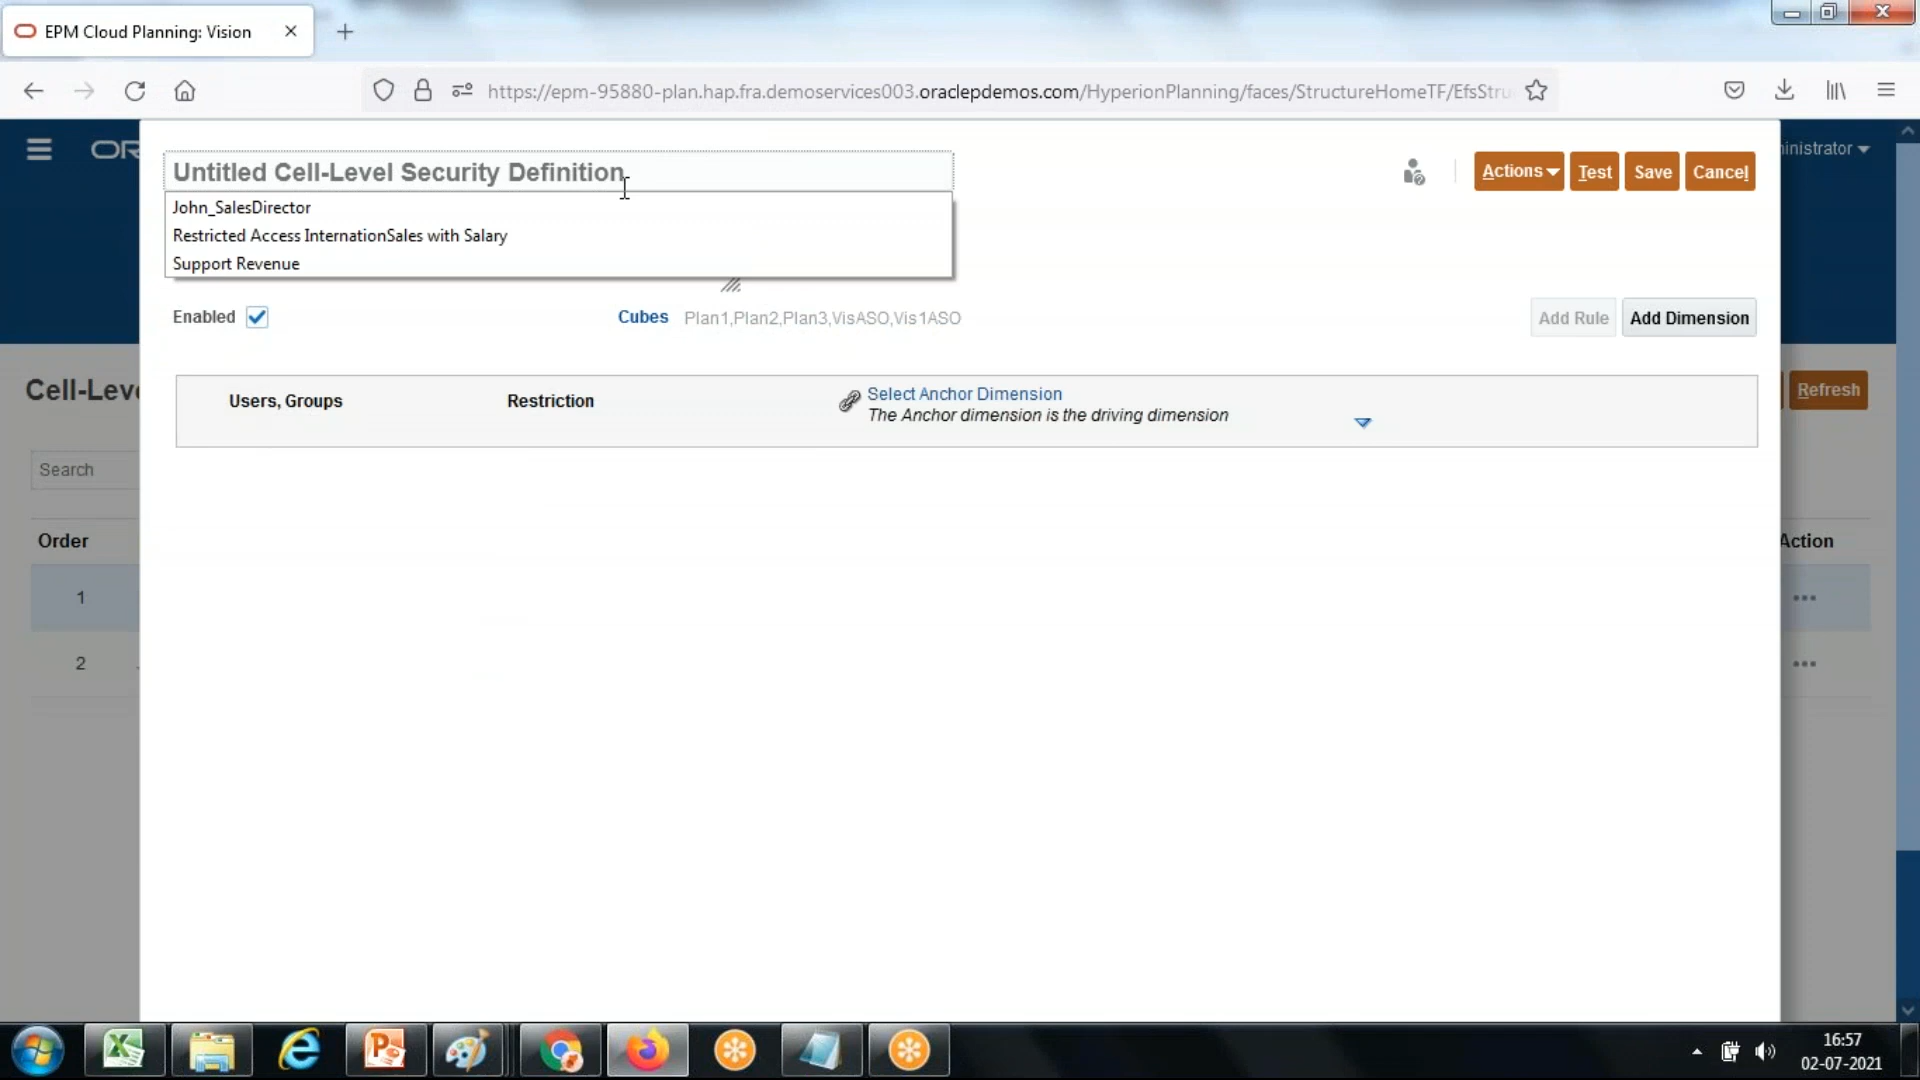 EPM Cloud Planning: Vision
https://epm-95880-plan.hap.fra.demoservices003.oraclepdemos.com/HyperionPlanning/faces/StructureHomeTF/EfsStru
OR
inistrator
Untitled Cell-Level Security Definition
Actions Test Save Cancel
John_SalesDirector
Restricted Access InternationSales with Salary
Support Revenue
Enabled Cubes Plan1,Plan2,Plan3,VisASO,Vis1ASO Add Rule Add Dimension
Cell-Lev
Refresh
Users, Groups Restriction Select Anchor Dimension
The Anchor dimension is the driving dimension
Search
Order Action
1
2
16:57
02-07-2021